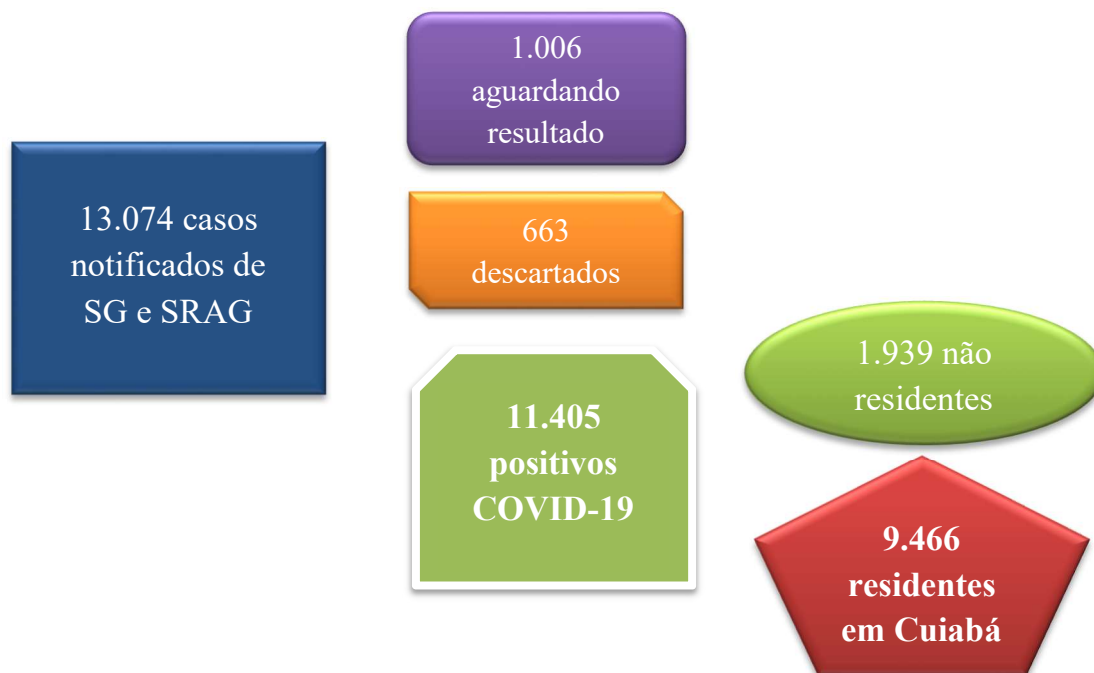 13.074 casos
notificados de
SG e SRAG
1.006
aguardando
resultado
663
descartados
11.405
positivos
COVID-19
1.939 não
residentes
9.466
residentes
em Cuiabá